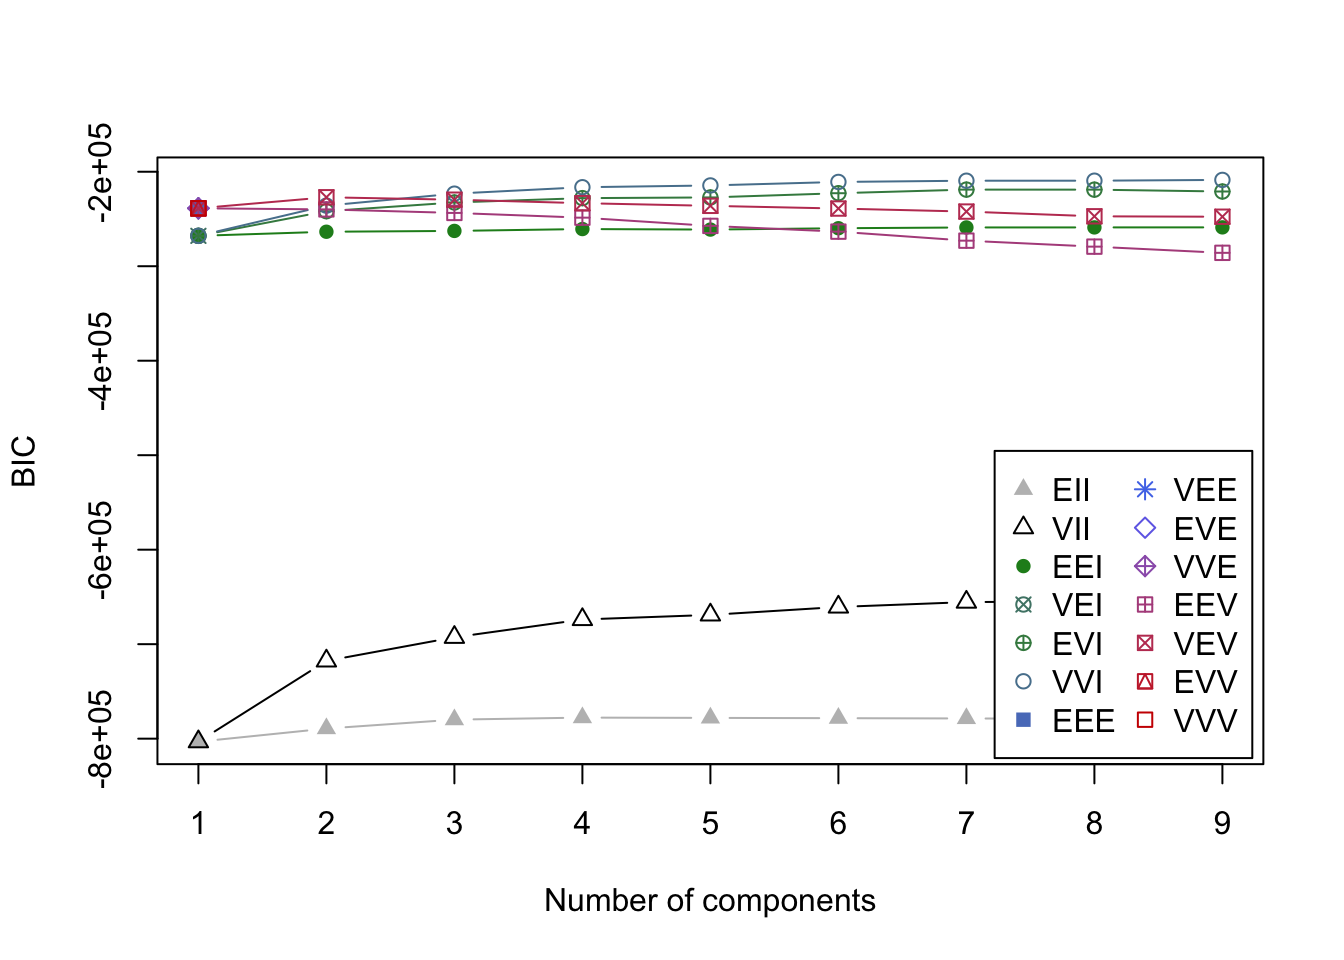 BIC
-2e+05
-4e+05
-6e+05
-8e+05
EII VEE
VII EVE
EEI VVE
VEI EEV
EVI VEV
VVI EVV
EEE VVV
1 2 3 4 5 6 7 8 9
Number of components